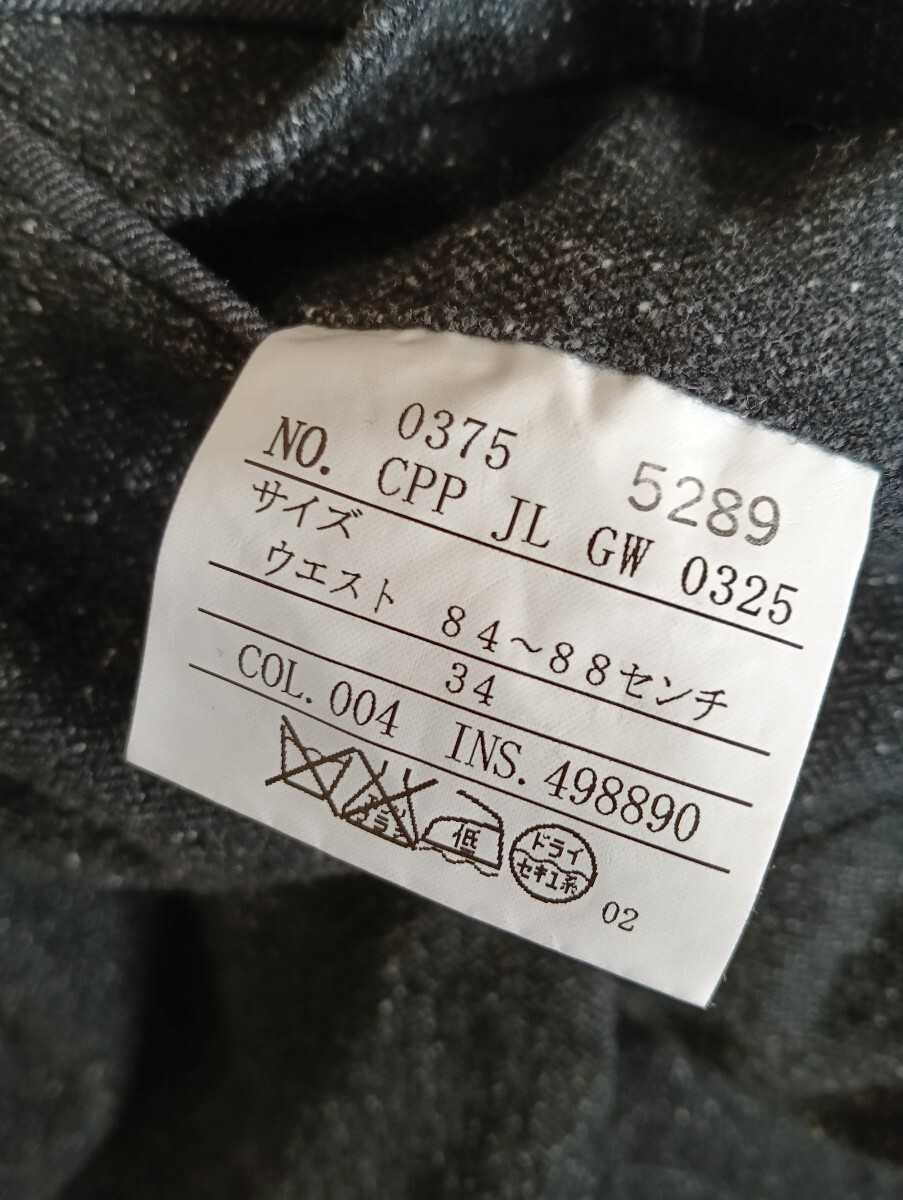 0375 5289
NO. CPP JL GW 0325
サイズ
ウエスト 84～88センチ
34
COL.004 INS.498890
低 ドライ
セキユ系
02